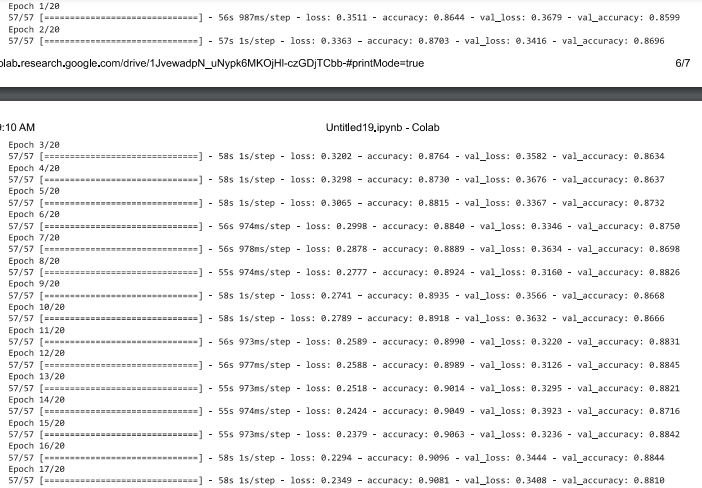 Epoch 1/20
57/57 [==============================] - 56s 987ms/step - loss: 0.3511 - accuracy: 0.8644 - val_loss: 0.3679 - val_accuracy: 0.8599
Epoch 2/20
57/57 [==============================] - 57s 1s/step - loss: 0.3363 - accuracy: 0.8703 - val_loss: 0.3416 - val_accuracy: 0.8696
olab.research.google.com/drive/1JvewadpN_uNypk6MKOjHl-czGDjTCbb-#printMode=true 6/7
9:10 AM Untitled19.ipynb - Colab
Epoch 3/20
57/57 [==============================] - 58s 1s/step - loss: 0.3202 - accuracy: 0.8764 - val_loss: 0.3582 - val_accuracy: 0.8634
Epoch 4/20
57/57 [==============================] - 58s 1s/step - loss: 0.3298 - accuracy: 0.8730 - val_loss: 0.3676 - val_accuracy: 0.8637
Epoch 5/20
57/57 [==============================] - 58s 1s/step - loss: 0.3065 - accuracy: 0.8815 - val_loss: 0.3367 - val_accuracy: 0.8732
Epoch 6/20
57/57 [==============================] - 56s 974ms/step - loss: 0.2998 - accuracy: 0.8840 - val_loss: 0.3346 - val_accuracy: 0.8750
Epoch 7/20
57/57 [==============================] - 56s 978ms/step - loss: 0.2878 - accuracy: 0.8889 - val_loss: 0.3634 - val_accuracy: 0.8698
Epoch 8/20
57/57 [==============================] - 55s 974ms/step - loss: 0.2777 - accuracy: 0.8924 - val_loss: 0.3160 - val_accuracy: 0.8826
Epoch 9/20
57/57 [==============================] - 58s 1s/step - loss: 0.2741 - accuracy: 0.8935 - val_loss: 0.3566 - val_accuracy: 0.8668
Epoch 10/20
57/57 [==============================] - 58s 1s/step - loss: 0.2789 - accuracy: 0.8918 - val_loss: 0.3632 - val_accuracy: 0.8666
Epoch 11/20
57/57 [==============================] - 56s 973ms/step - loss: 0.2589 - accuracy: 0.8990 - val_loss: 0.3220 - val_accuracy: 0.8831
Epoch 12/20
57/57 [==============================] - 56s 977ms/step - loss: 0.2588 - accuracy: 0.8989 - val_loss: 0.3126 - val_accuracy: 0.8845
Epoch 13/20
57/57 [==============================] - 55s 973ms/step - loss: 0.2518 - accuracy: 0.9014 - val_loss: 0.3295 - val_accuracy: 0.8821
Epoch 14/20
57/57 [==============================] - 55s 974ms/step - loss: 0.2424 - accuracy: 0.9049 - val_loss: 0.3923 - val_accuracy: 0.8716
Epoch 15/20
57/57 [==============================] - 55s 973ms/step - loss: 0.2379 - accuracy: 0.9063 - val_loss: 0.3236 - val_accuracy: 0.8842
Epoch 16/20
57/57 [==============================] - 58s 1s/step - loss: 0.2294 - accuracy: 0.9096 - val_loss: 0.3444 - val_accuracy: 0.8844
Epoch 17/20
57/57 [==============================] - 58s 1s/step - loss: 0.2349 - accuracy: 0.9081 - val_loss: 0.3408 - val_accuracy: 0.8810